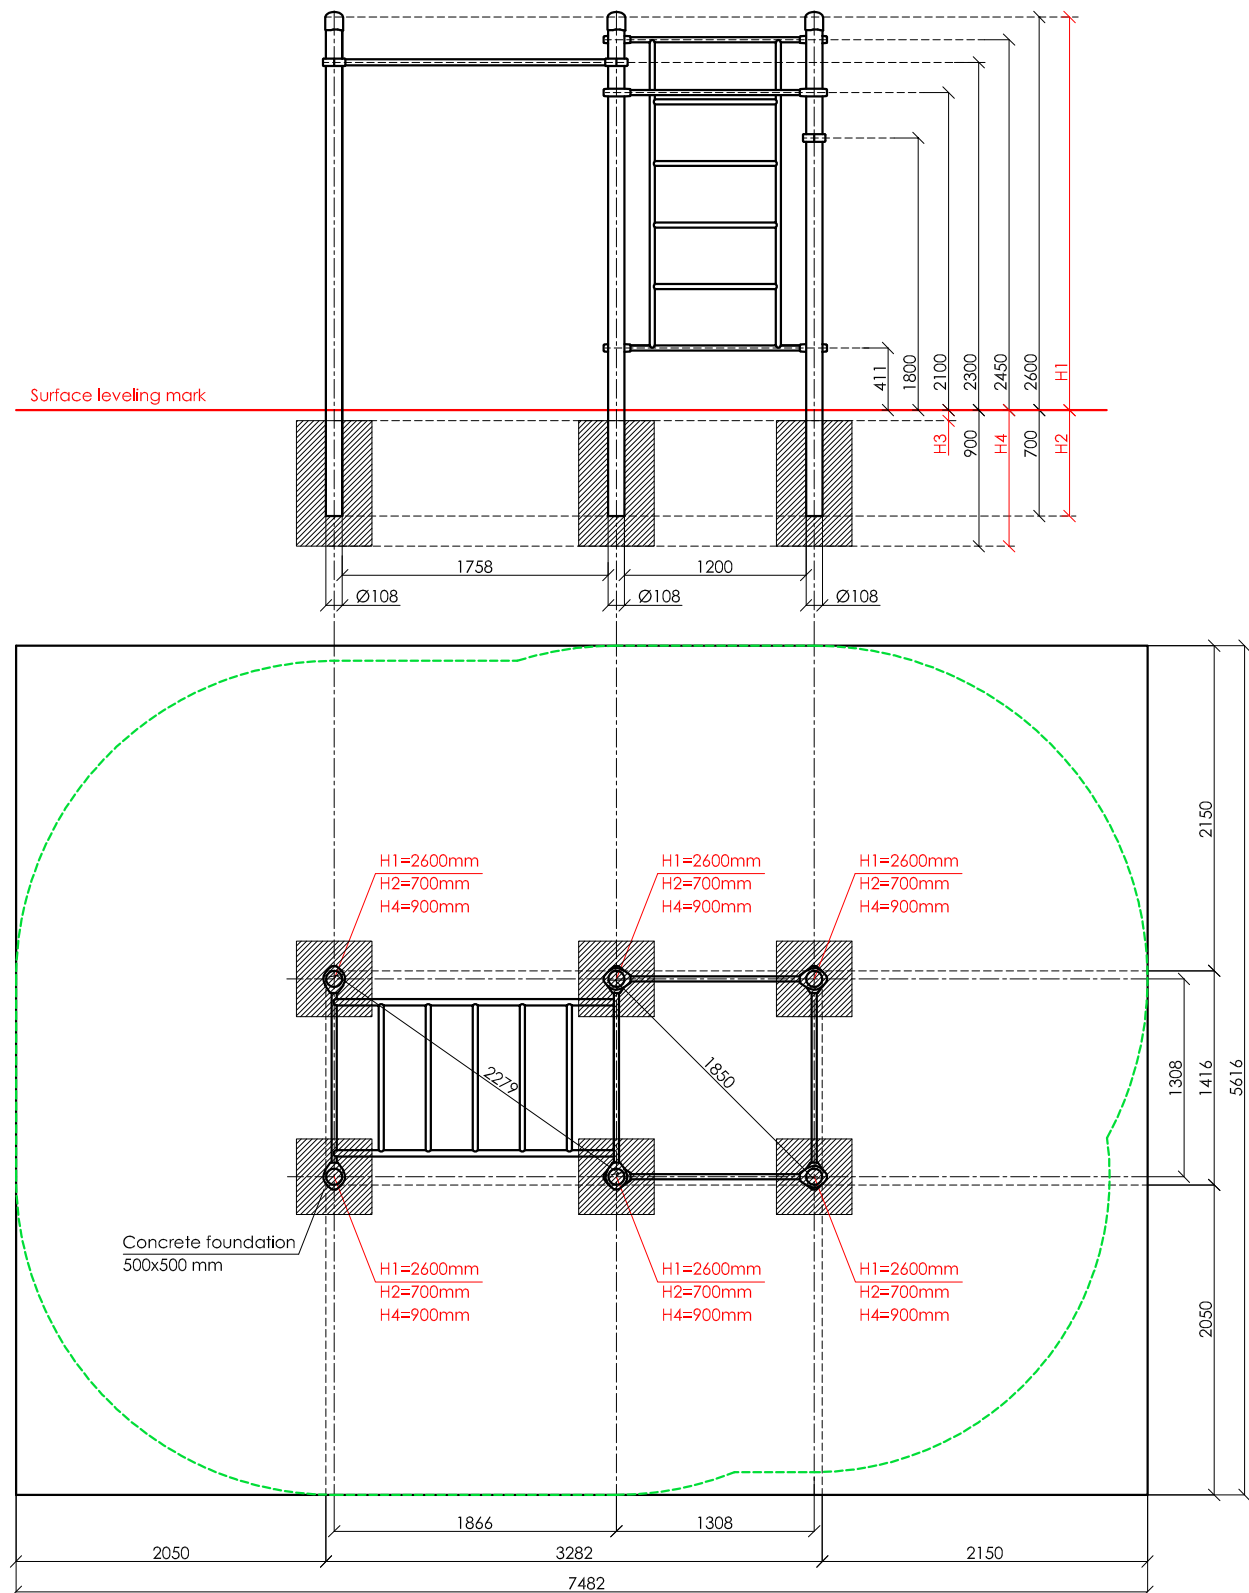 Surface leveling mark
411
1800
2100
2300
2450
2600
H1
H3
900
H4
700
H2
1758
1200
Ø108
Ø108
Ø108
2150
H1=2600mm
H2=700mm
H4=900mm
H1=2600mm
H2=700mm
H4=900mm
H1=2600mm
H2=700mm
H4=900mm
2279
1850
1308
1416
5616
Concrete foundation
500x500 mm
H1=2600mm
H2=700mm
H4=900mm
H1=2600mm
H2=700mm
H4=900mm
H1=2600mm
H2=700mm
H4=900mm
2050
1866
1308
2050
3282
2150
7482